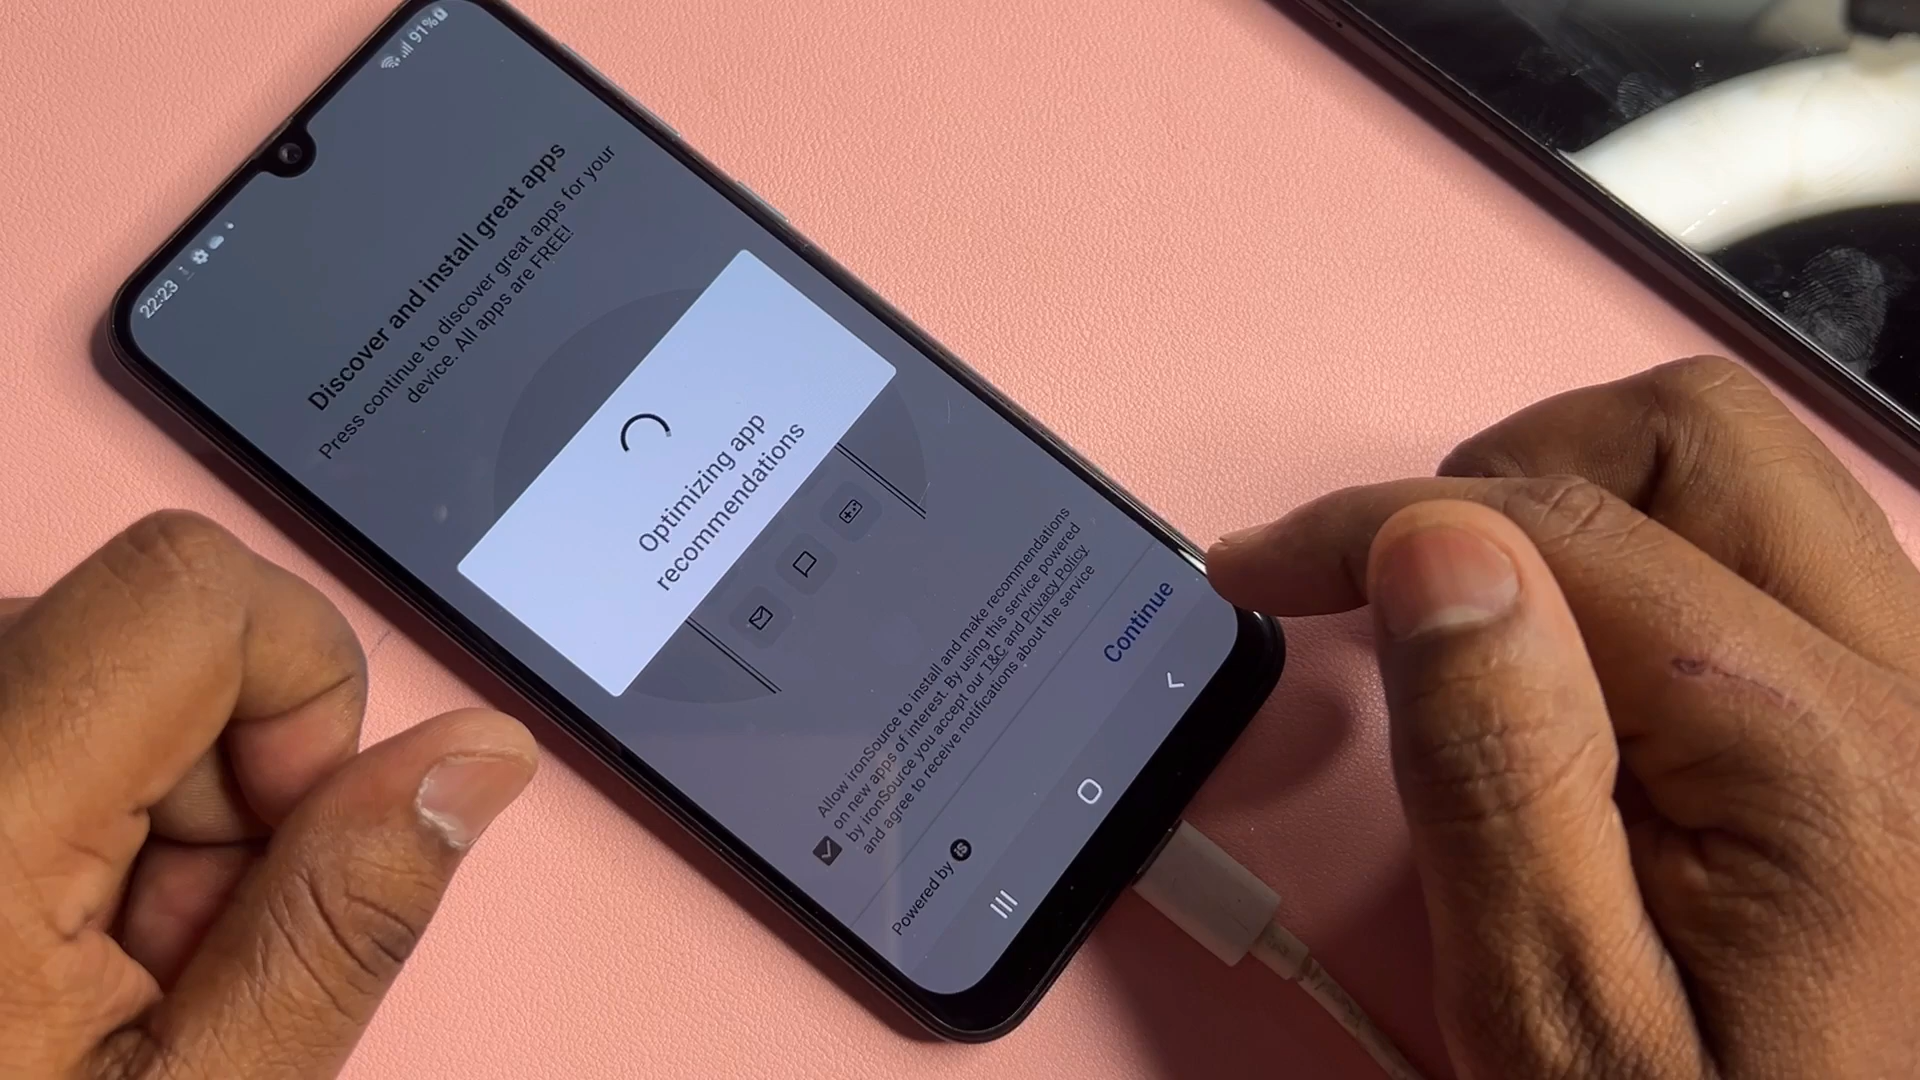 22:23
91%
Discover and install great apps
Press continue to discover great apps for your
device. All apps are FREE!
Optimizing app
recommendations
Allow ironSource to install and make recommendations
on new apps of interest. By using this service powered
by ironSource you accept our T&C and Privacy Policy
and agree to receive notifications about the service
Continue
Powered by iS